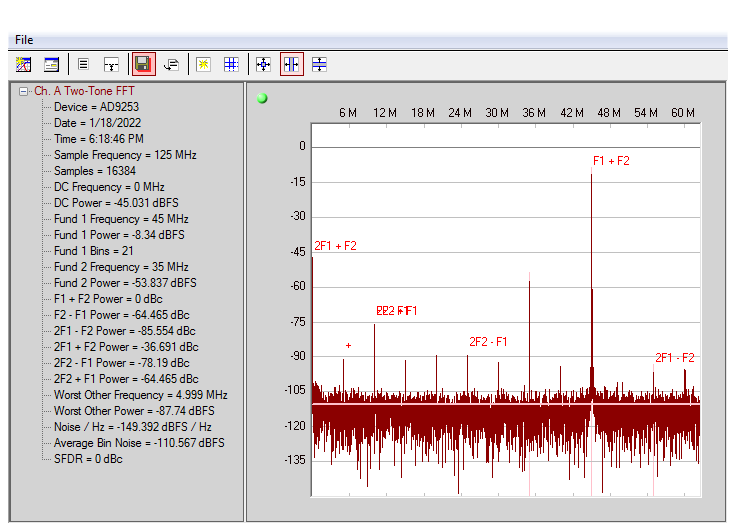 File
Ch. A Two-Tone FFT
Device = AD9253
Date = 1/18/2022
Time = 6:18:46 PM
Sample Frequency = 125 MHz
Samples = 16384
DC Frequency = 0 MHz
DC Power = -45.031 dBFS
Fund 1 Frequency = 45 MHz
Fund 1 Power = -8.34 dBFS
Fund 1 Bins = 21
Fund 2 Frequency = 35 MHz
Fund 2 Power = -53.837 dBFS
F1 + F2 Power = 0 dBc
F2 - F1 Power = -64.465 dBc
2F1 - F2 Power = -85.554 dBc
2F1 + F2 Power = -36.691 dBc
2F2 - F1 Power = -78.19 dBc
2F2 + F1 Power = -64.465 dBc
Worst Other Frequency = 4.999 MHz
Worst Other Power = -87.74 dBFS
Noise / Hz = -149.392 dBFS / Hz
Average Bin Noise = -110.567 dBFS
SFDR = 0 dBc
6 M 12 M 18 M 24 M 30 M 36 M 42 M 48 M 54 M 60 M
0
F1 + F2
-15
-30
2F1 + F2
-45
-60
-75
+
2F2 - F1
-90
2F1 - F2
-105
-120
-135